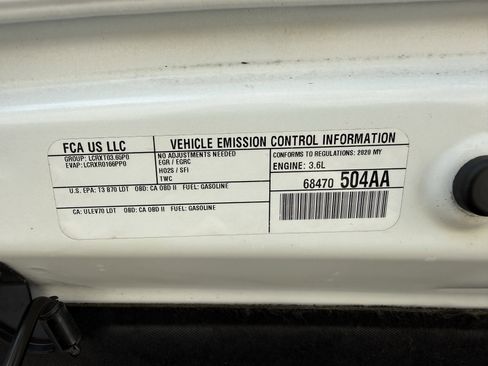 FCA US LLC
GROUP: LCRXT03.65P0
EVAP: LCRXR0166PP0
VEHICLE EMISSION CONTROL INFORMATION
NO ADJUSTMENTS NEEDED
EGR / EGRC
HO2S / SFI
TWC
CONFORMS TO REGULATIONS: 2020 MY
ENGINE: 3.6L
68470 504AA
U.S. EPA: T3 B70 LDT OBD: CA OBD II FUEL: GASOLINE
CA: ULEV70 LDT OBD: CA OBD II FUEL: GASOLINE